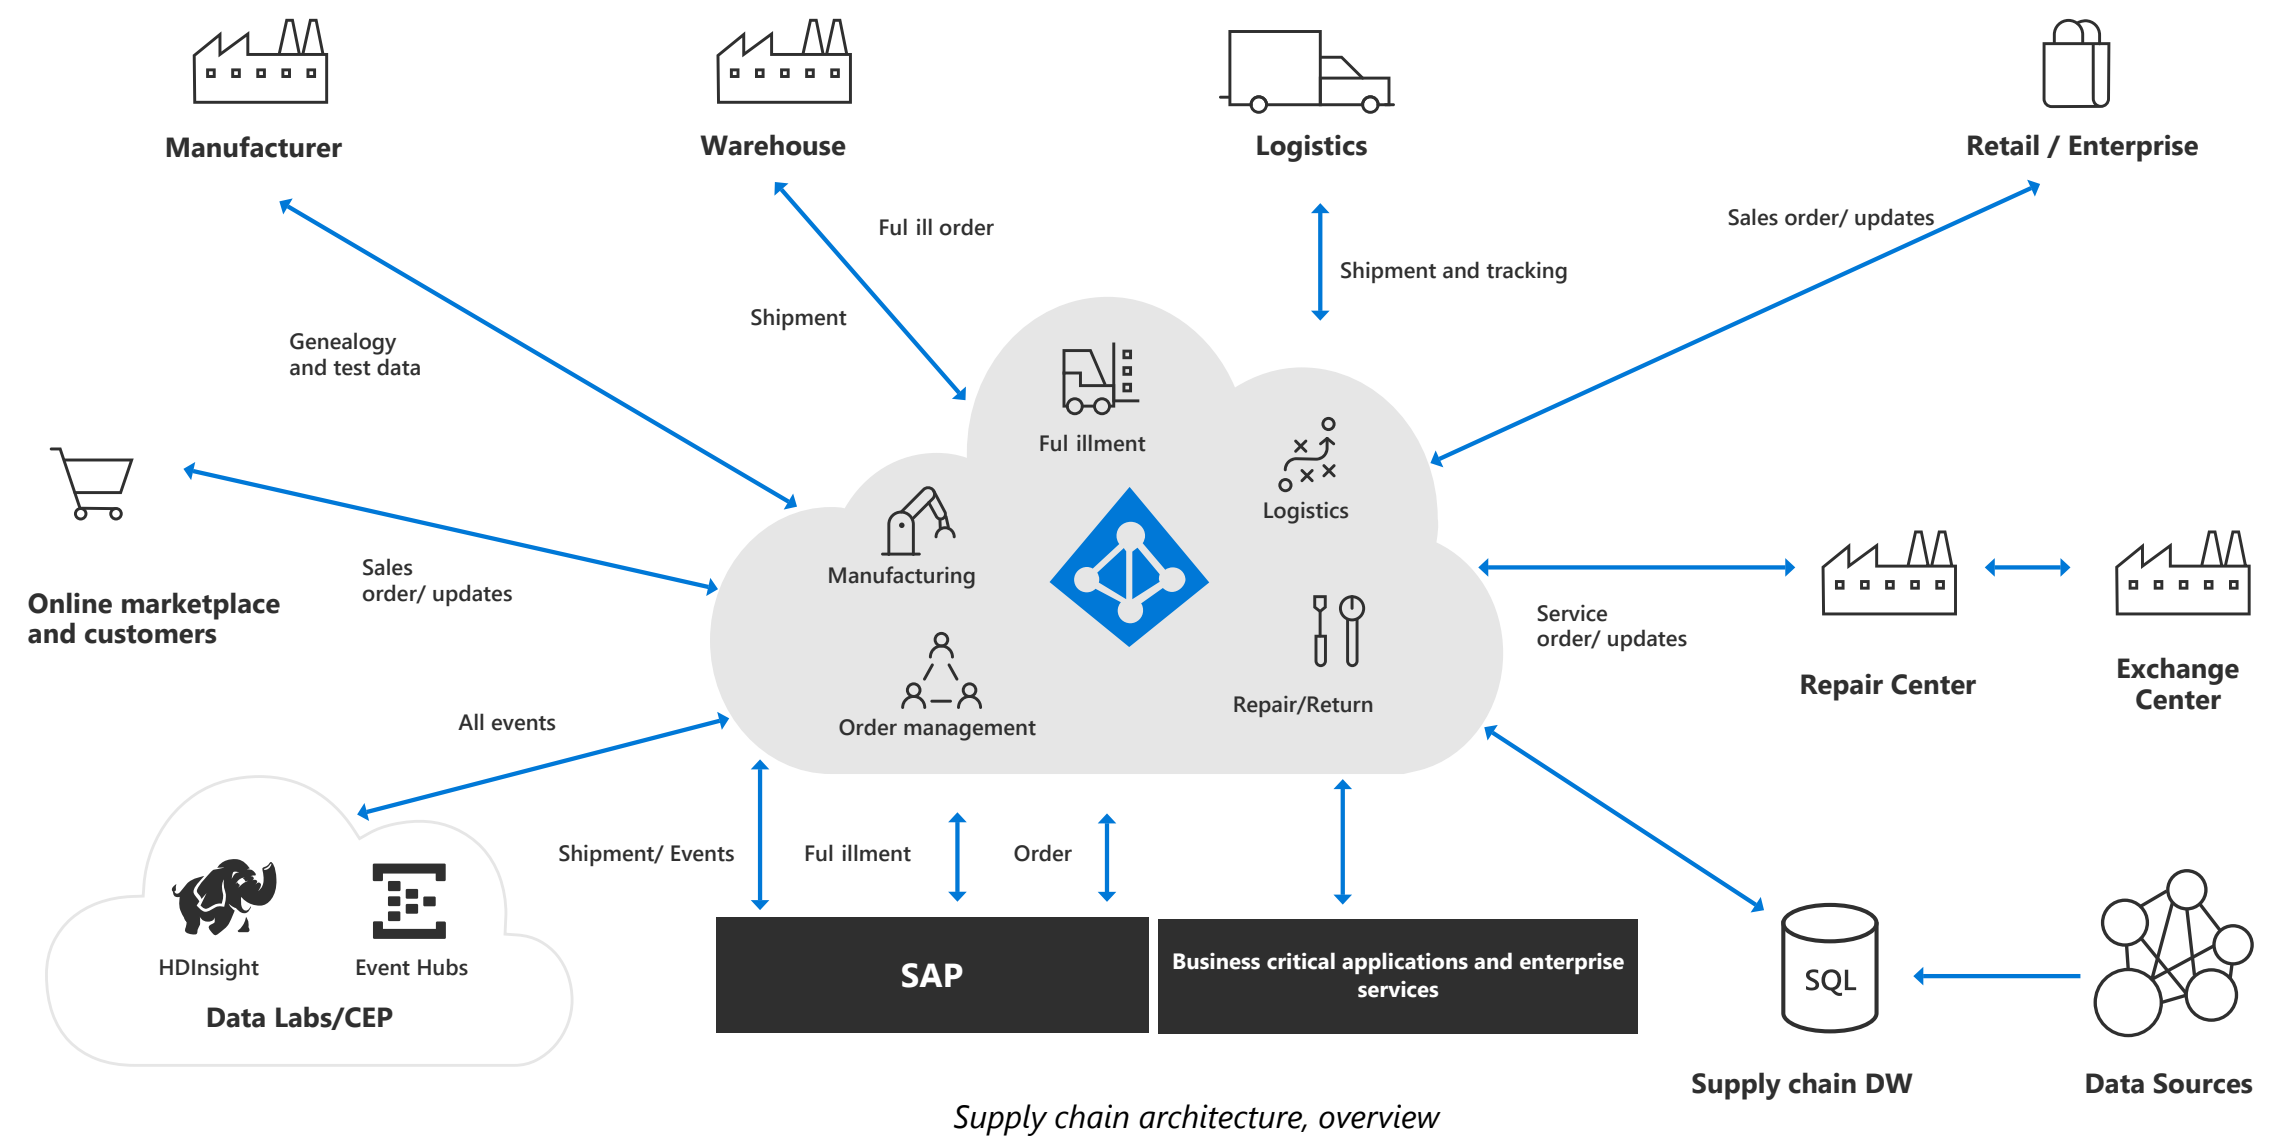 Manufacturer
Warehouse
Logistics
Retail / Enterprise
Sales order/ updates
Ful ill order
Shipment and tracking
Shipment
Genealogy
and test data
Ful illment
Logistics
Manufacturing
Sales
order/ updates
Online marketplace
and customers
Service
order/ updates
Repair Center
Exchange
Center
Repair/Return
Order management
All events
Shipment/ Events
Ful illment
Order
HDInsight
Event Hubs
Data Labs/CEP
SAP
Business critical applications and enterprise
services
SQL
Supply chain DW
Data Sources
Supply chain architecture, overview